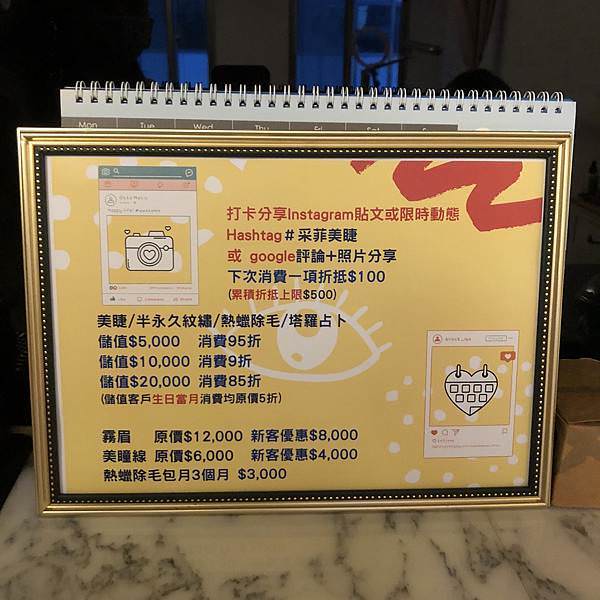 Mon Tue Wed Thu Fri Sat S
打卡分享Instagram貼文或限時動態
Hashtag＃采菲美睫
或 google評論+照片分享
下次消費一項折抵$100
(累積折抵上限$500)
美睫/半永久紋繡/熱蠟除毛/塔羅占卜
儲值$5,000 消費95折
儲值$10,000 消費9折
儲值$20,000 消費85折
(儲值客戶生日當月消費均原價5折)
霧眉 原價$12,000 新客優惠$8,000
美瞳線 原價$6,000 新客優惠$4,000
熱蠟除毛包月3個月 $3,000